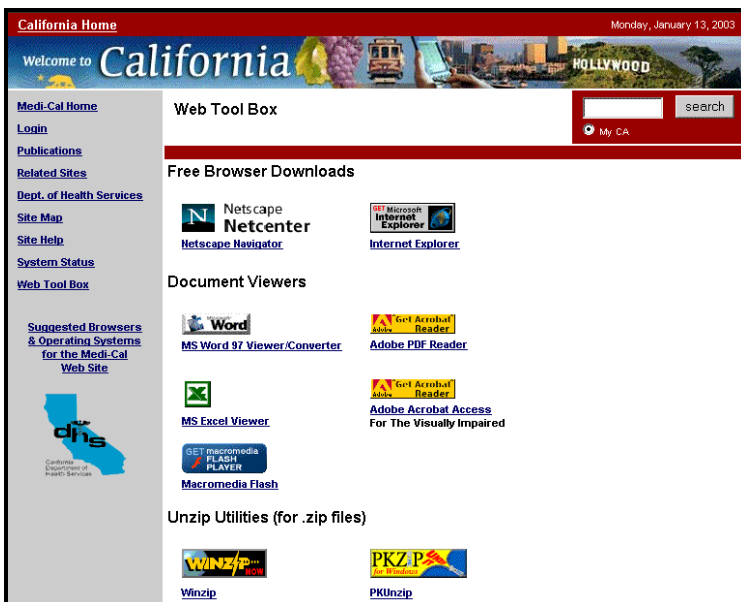 California Home
Monday, January 13, 2003
Welcome to California
HOLLYWOOD
Medi-Cal Home
Login
Publications
Related Sites
Dept. of Health Services
Site Map
Site Help
System Status
Web Tool Box
Suggested Browsers
& Operating Systems
for the Medi-Cal
Web Site
dhs
California
Department of
Health Services
Web Tool Box
search
My CA
Free Browser Downloads
N Netscape
Netcenter
Netscape Navigator
GET Microsoft
Internet
Explorer
Internet Explorer
Document Viewers
Microsoft
Word
MS Word 97 Viewer/Converter
Get Acrobat
Adobe Reader
Adobe PDF Reader
MS Excel Viewer
Get Acrobat
Adobe Reader
Adobe Acrobat Access
For The Visually Impaired
GET macromedia
FLASH
PLAYER
Macromedia Flash
Unzip Utilities (for .zip files)
WINZIP
NOW
Winzip
PKZIP
for Windows
UNZIP IT
PKUnzip